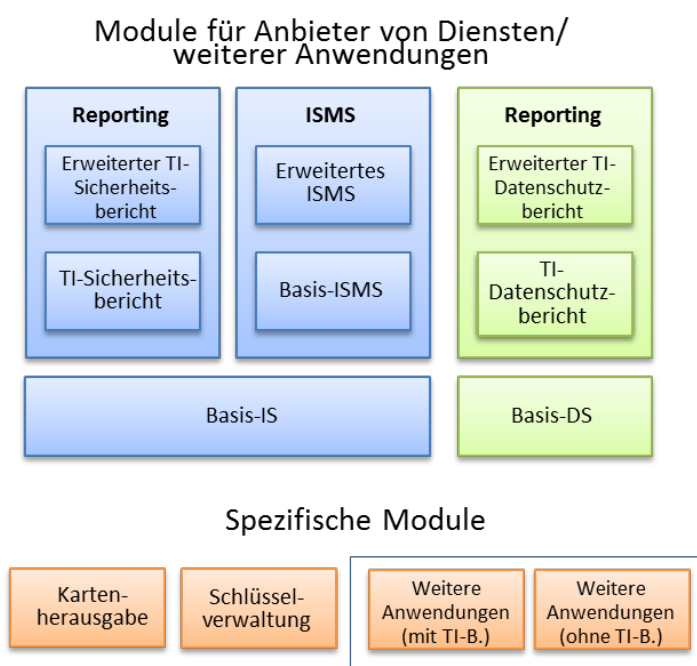 Module für Anbieter von Diensten/
weiterer Anwendungen
Reporting
Erweiterter TI-
Sicherheits-
bericht
TI-Sicherheits-
bericht
ISMS
Erweitertes
ISMS
Basis-ISMS
Reporting
Erweiterter TI-
Datenschutz-
bericht
TI-
Datenschutz-
bericht
Basis-IS
Basis-DS
Spezifische Module
Karten-
herausgabe
Schlüssel-
verwaltung
Weitere
Anwendungen
(mit TI-B.)
Weitere
Anwendungen
(ohne TI-B.)